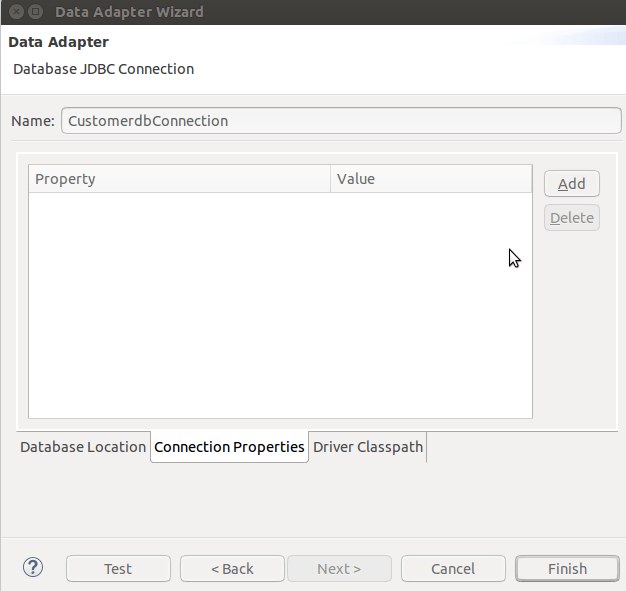 Data Adapter Wizard
Data Adapter
Database JDBC Connection
Name: CustomerdbConnection
Property Value
Add
Delete
Database Location Connection Properties Driver Classpath
? Test < Back Next > Cancel Finish